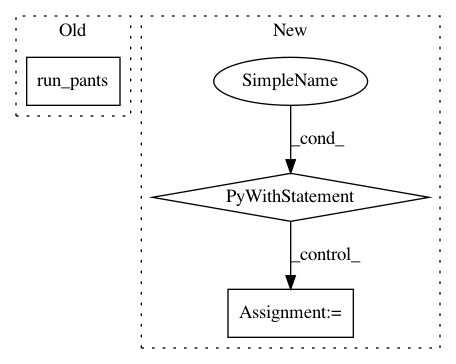 Old
New
run_pants
SimpleName
_cond_
PyWithStatement
_control_
Assignment:=